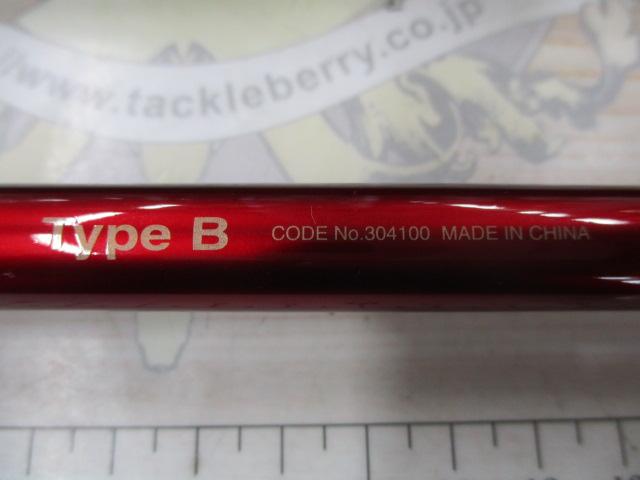 //www.tackleberry.co.jp
Type B CODE No.304100 MADE IN CHINA